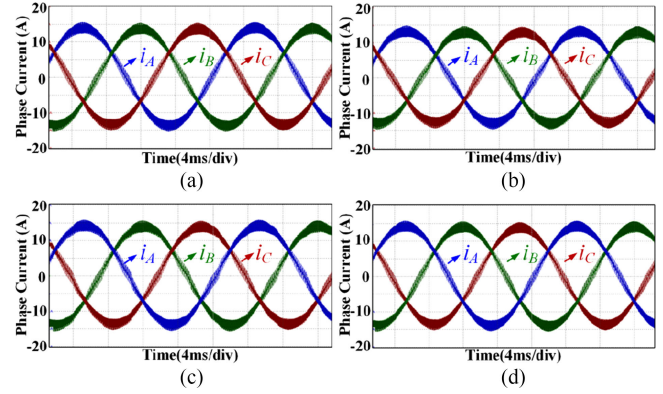 20
10
0
-10
-20
Phase Current (A)
iA
iB
iC
Time(4ms/div)
(a)
20
10
0
-10
-20
Phase Current (A)
iA
iB
iC
Time(4ms/div)
(b)
20
10
0
-10
-20
Phase Current (A)
iA
iB
iC
Time(4ms/div)
(c)
20
10
0
-10
-20
Phase Current (A)
iA
iB
iC
Time(4ms/div)
(d)